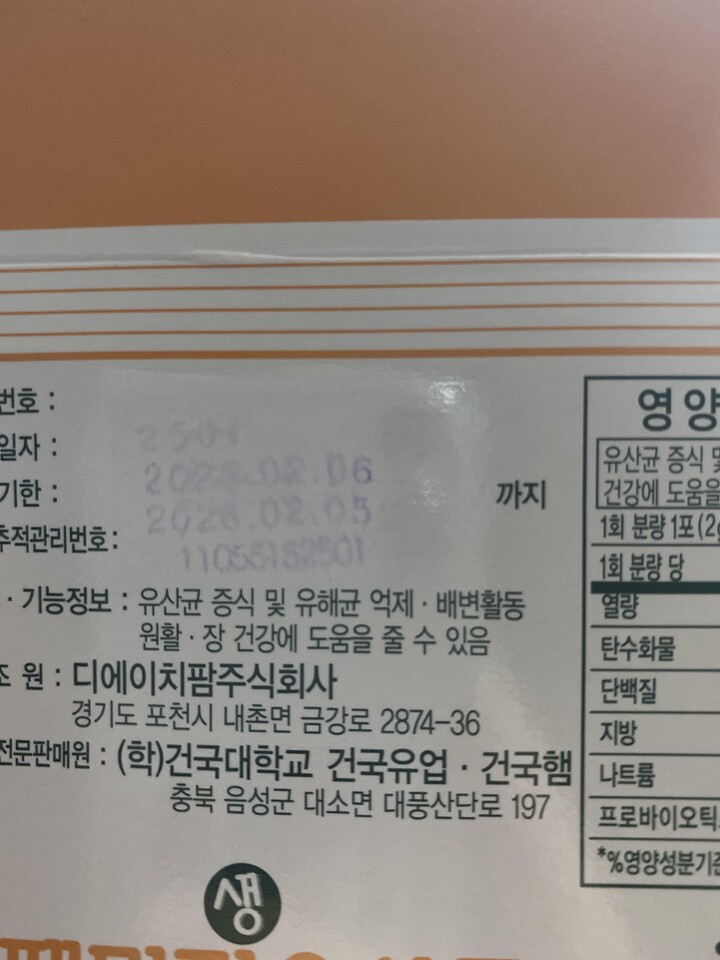 번호 :
일자 : 2501
기한 : 2025.02.06
2026.02.05 까지
추적관리번호: 11055182501
· 기능정보 : 유산균 증식 및 유해균 억제 · 배변활동
원활 · 장 건강에 도움을 줄 수 있음
조 원 : 디에이치팜주식회사
경기도 포천시 내촌면 금강로 2874-36
전문판매원 : (학)건국대학교 건국유업 · 건국햄
충북 음성군 대소면 대풍산단로 197
생
영양
유산균 증식 및
건강에 도움을
1회 분량 1포(2g
1회 분량 당
열량
탄수화물
단백질
지방
나트륨
프로바이오틱
*%영양성분기준